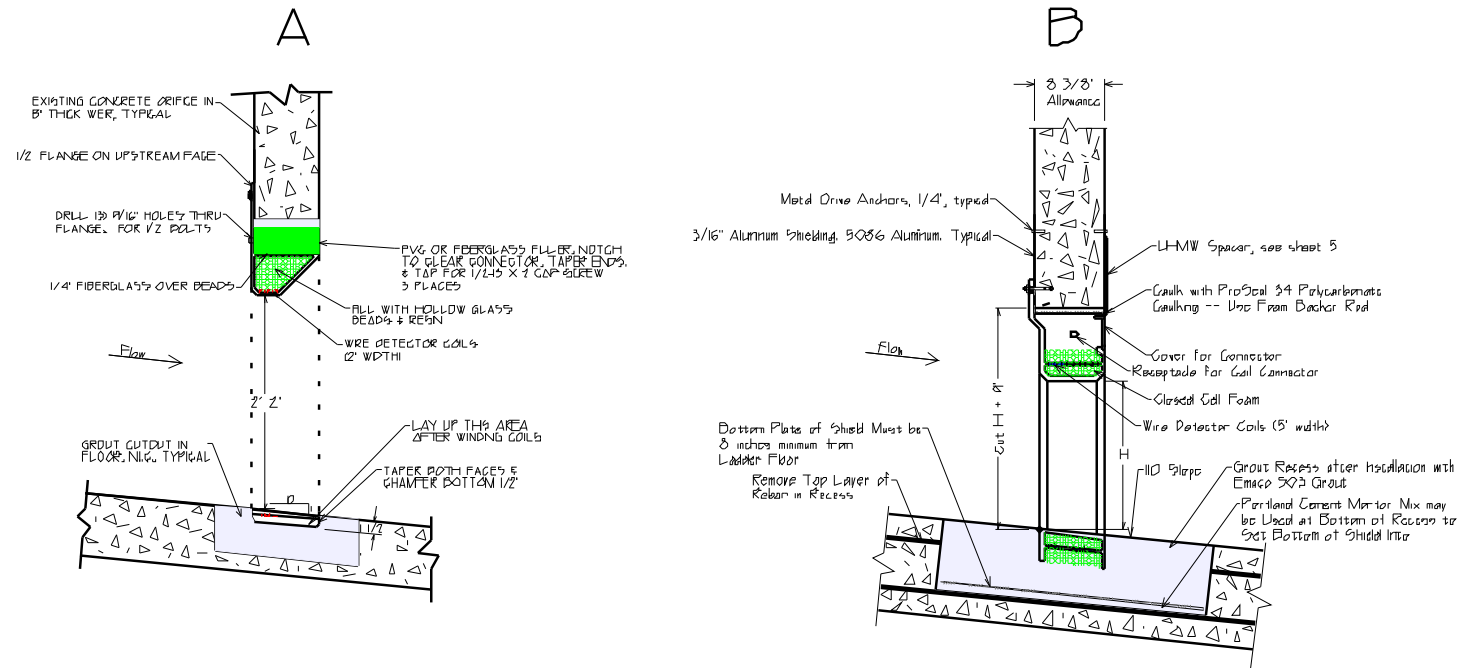 A
EXISTING CONCRETE ORIFICE IN
8" THICK WEIR, TYPICAL
1/2 FLANGE ON UPSTREAM FACE
DRILL (3) 9/16" HOLES THRU
FLANGE. FOR 1/2 BOLTS
1/4" FIBERGLASS OVER BEADS
PVC OR FIBERGLASS FILLER, NOTCH
TO CLEAR CONNECTOR, TAPER ENDS,
& TAP FOR 1/2-13 X 2 CAP SCREW
3 PLACES
FILL WITH HOLLOW GLASS
BEADS & RESIN
WIRE DETECTOR COILS
(2" WIDTH)
Flow
2' 2"
LAY UP THIS AREA
AFTER WINDING COILS
GROUT CUTOUT IN
FLOOR, N.I.C., TYPICAL
TAPER BOTH FACES &
CHAMFER BOTTOM 1/2"
D
1/2
B
8 3/8"
Allowance
Metal Drive Anchors, 1/4", typical
3/16" Aluminum Shielding, 5086 Aluminum, Typical
UHMW Spacer, see sheet 5
Caulk with ProSeal 34 Polycarbonate
Caulking -- Use Foam Backer Rod
Flow
Cover for Connector
Receptacle for Coil Connector
Closed Cell Foam
Wire Detector Coils (5" width)
Cut H + 9"
H
Bottom Plate of Shield Must be
8 inches minimum from
Ladder Floor
Remove Top Layer of
Rebar in Recess
1:10 Slope
Grout Recess after Installation with
Emaco S03 Grout
Portland Cement Mortar Mix may
be Used at Bottom of Recess to
Set Bottom of Shield Into